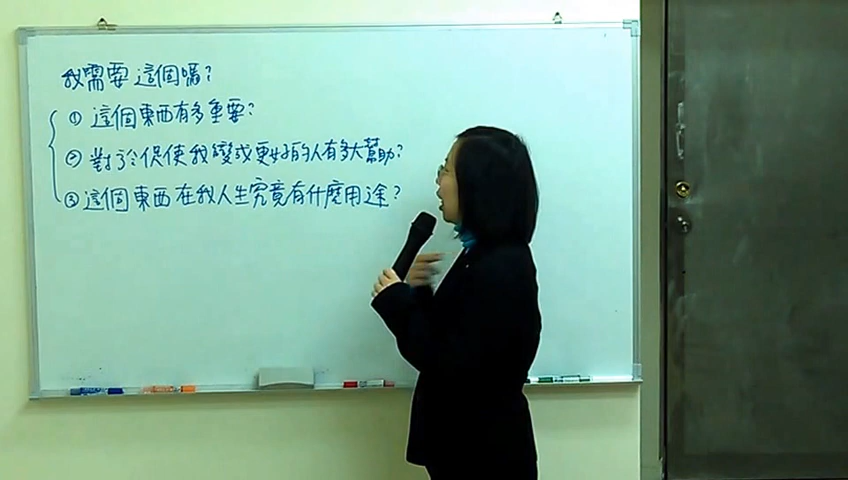 我需要這個嗎?
① 這個東西有多重要?
② 對於促使我變成更好的人有多大幫助?
③ 這個東西在我人生究竟有什麼用途?